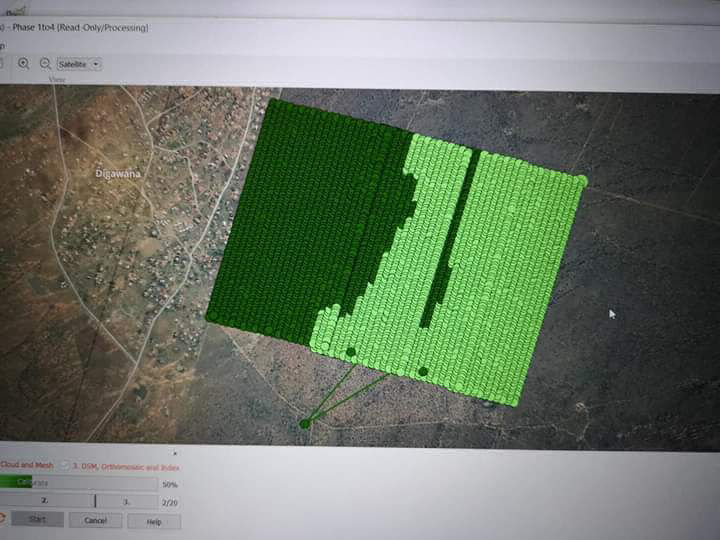 - Phase 1to4 [Read-Only/Processing]
Satellite
View
Digawana
Cloud and Mesh 3. DSM, Orthomosaic and Index
50%
2. 3. 2/20
Start Cancel Help